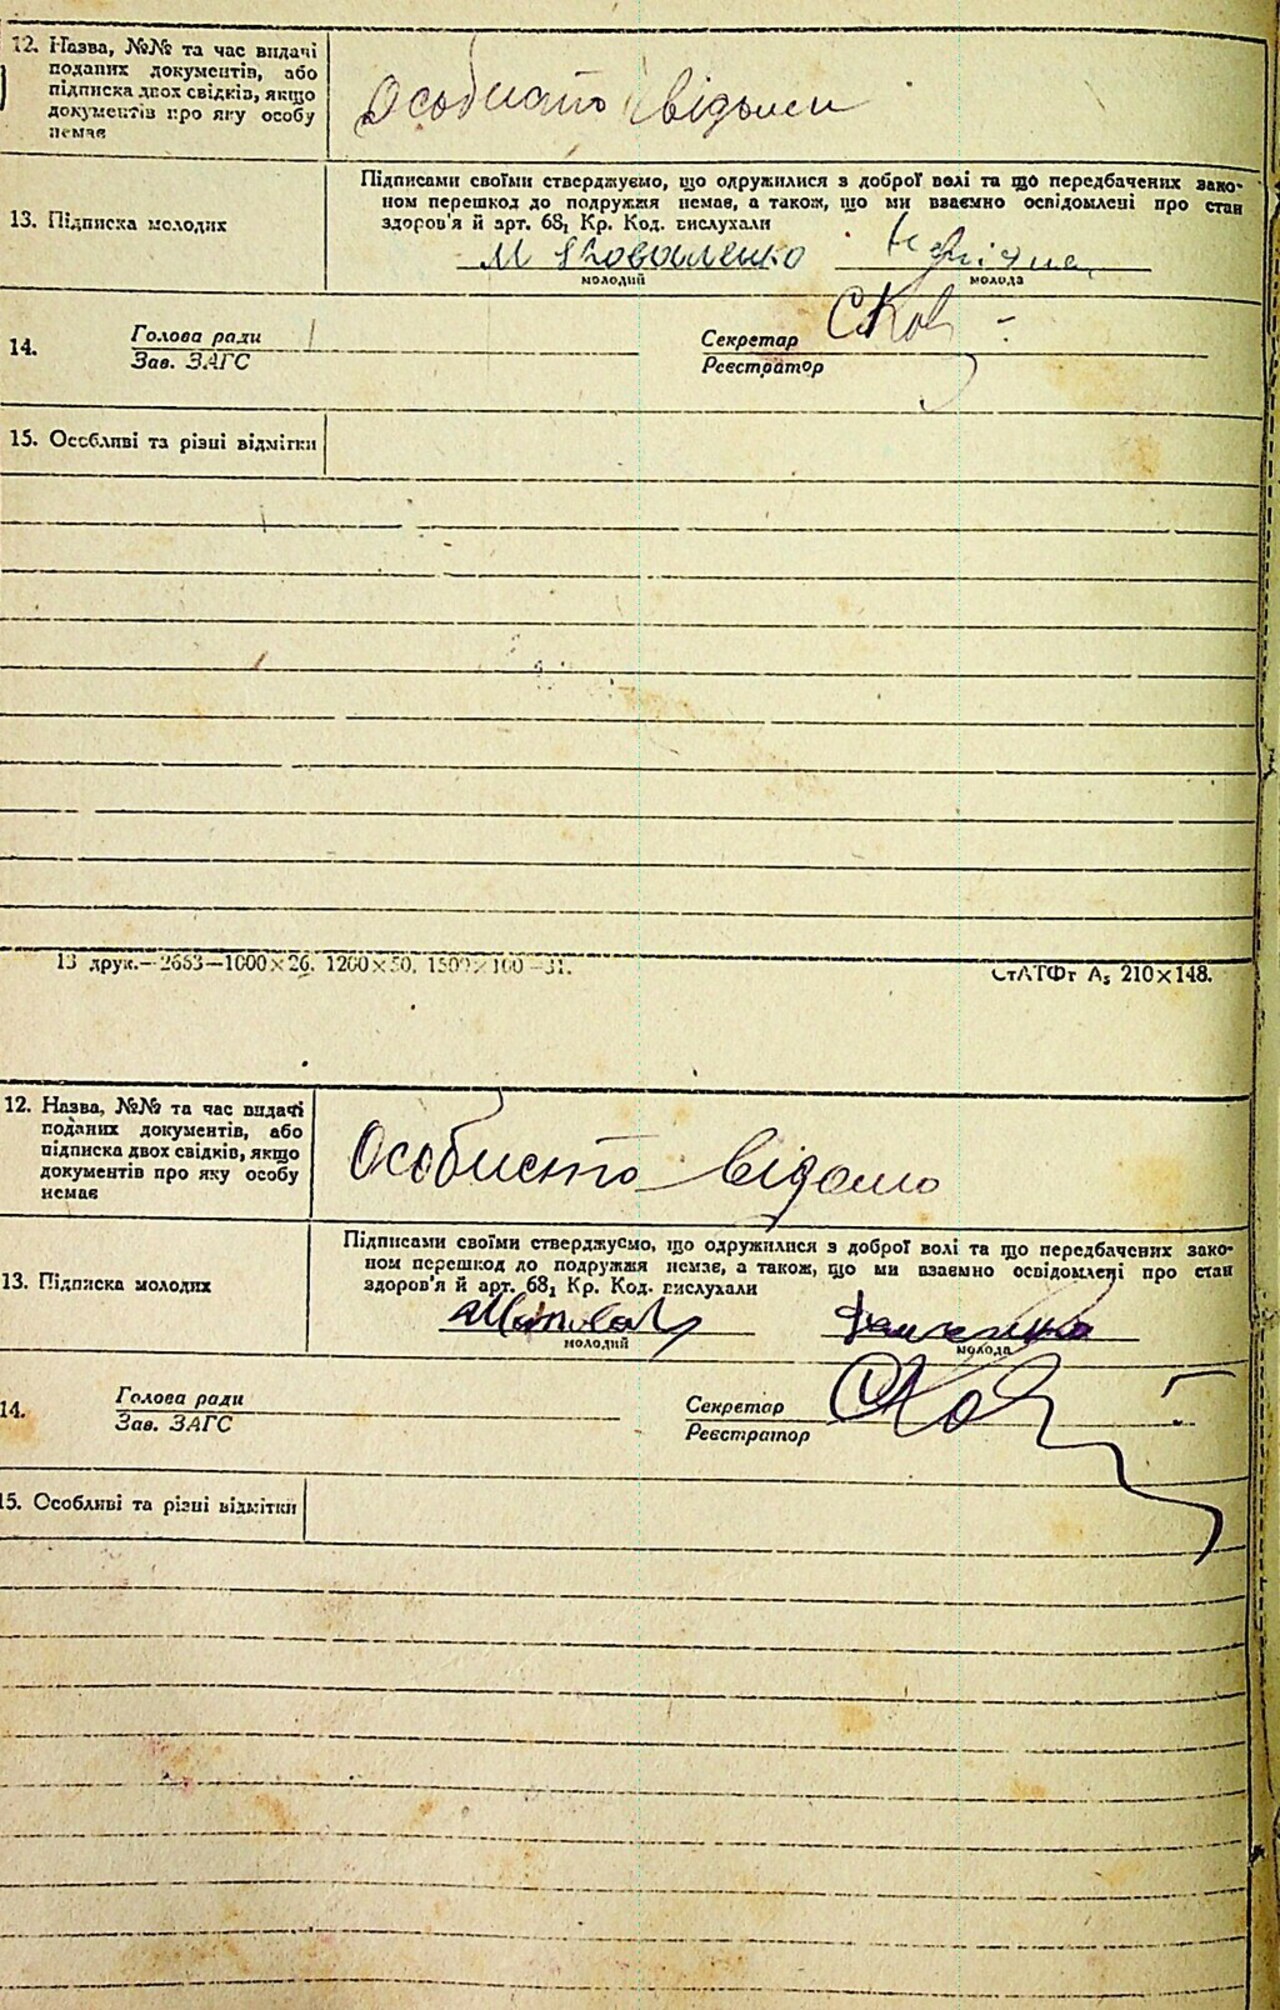 12. Назва, №№ та час видачі
поданих документів, або
підписка двох свідків, якщо
документів про яку особу
немає
Особисто відомі
13. Підписка молодих
Підписами своїми стверджуємо, що одружилися з доброї волі та що передбачених зако-
ном перешкод до подружжя немає, а також, що ми взаємно освідомлені про стан
здоров'я й арт. 68₁ Кр. Код. вислухали
М Коваленко
молодий
молода
14.
Голова ради
Зав. ЗАГС
Секретар
Реєстратор
СКов
15. Особливі та різні відмітки
13 друк.—2663—1000×26. 1200×50. 1500×100—31.
СтАТФт А₅ 210×148.
12. Назва, №№ та час видачі
поданих документів, або
підписка двох свідків, якщо
документів про яку особу
немає
Особисто відомо
13. Підписка молодих
Підписами своїми стверджуємо, що одружилися з доброї волі та що передбачених зако-
ном перешкод до подружжя немає, а також, що ми взаємно освідомлені про стан
здоров'я й арт. 68₁ Кр. Код. вислухали
молодий
молода
14.
Голова ради
Зав. ЗАГС
Секретар
Реєстратор
СКов
15. Особливі та різні відмітки